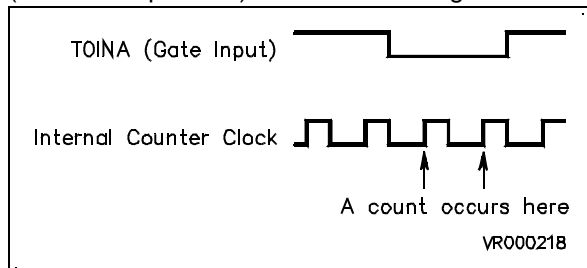 TOINA (Gate Input)
Internal Counter Clock
A count occurs here
VR000218